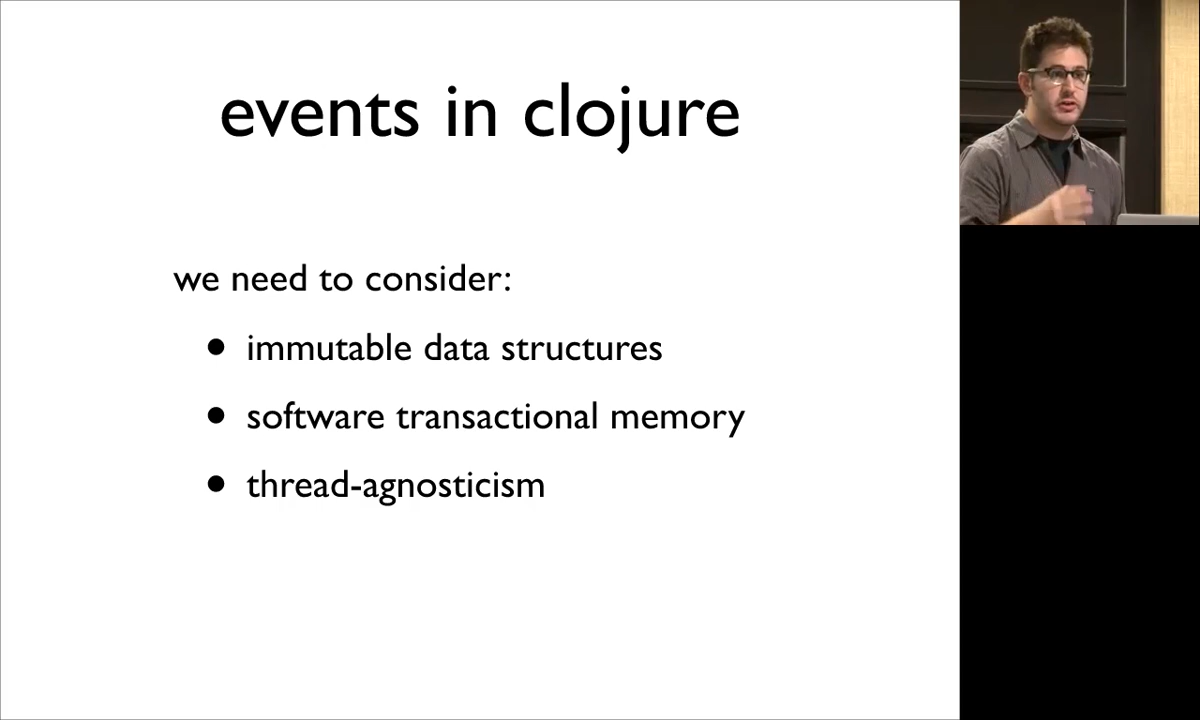 events in clojure
we need to consider:
• immutable data structures
• software transactional memory
• thread-agnosticism